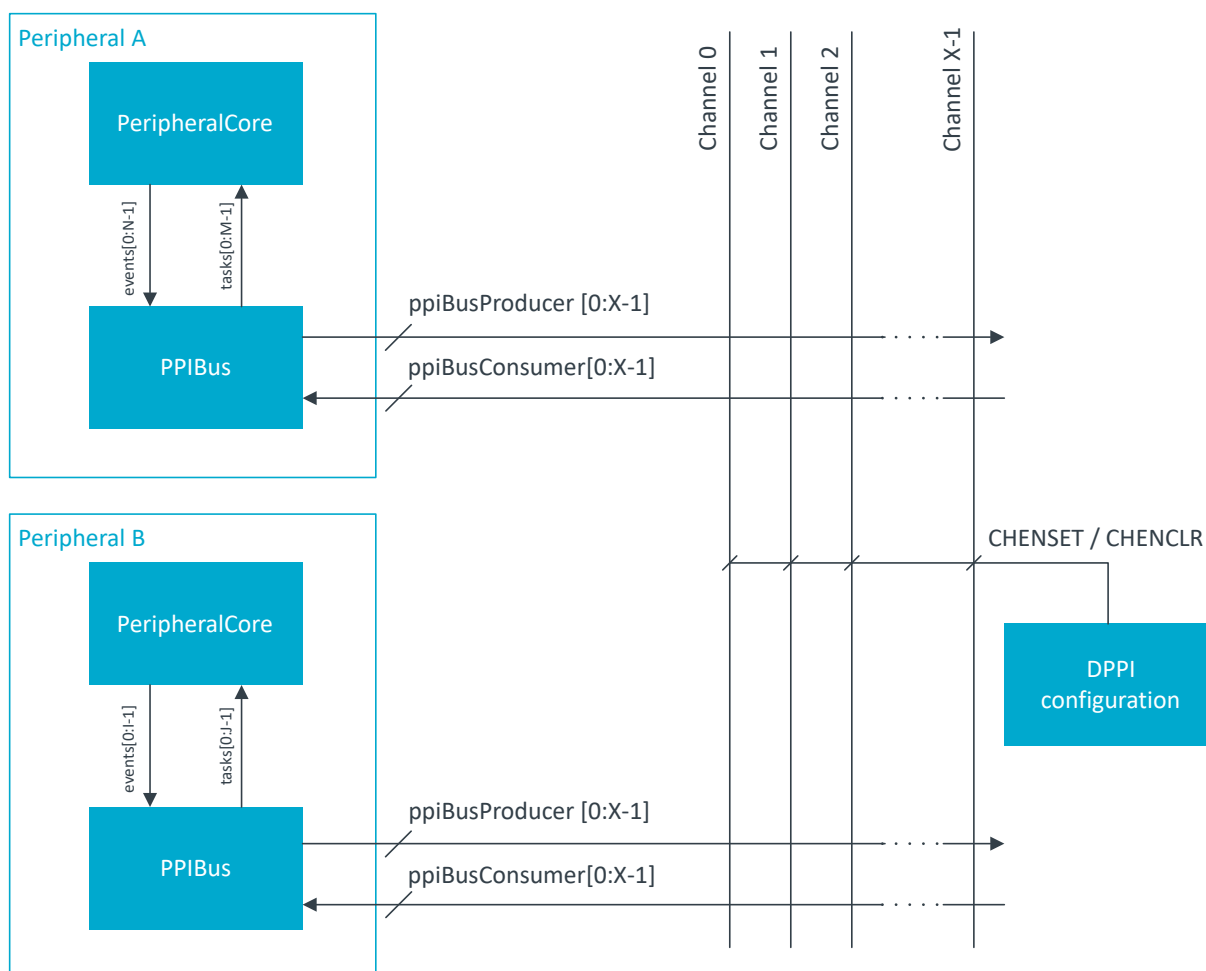 Peripheral A
PeripheralCore
events[0:N-1]
tasks[0:M-1]
PPIBus
ppiBusProducer [0:X-1]
ppiBusConsumer[0:X-1]
Channel 0
Channel 1
Channel 2
Channel X-1
Peripheral B
PeripheralCore
events[0:I-1]
tasks[0:J-1]
PPIBus
ppiBusProducer [0:X-1]
ppiBusConsumer[0:X-1]
CHENSET / CHENCLR
DPPI
configuration